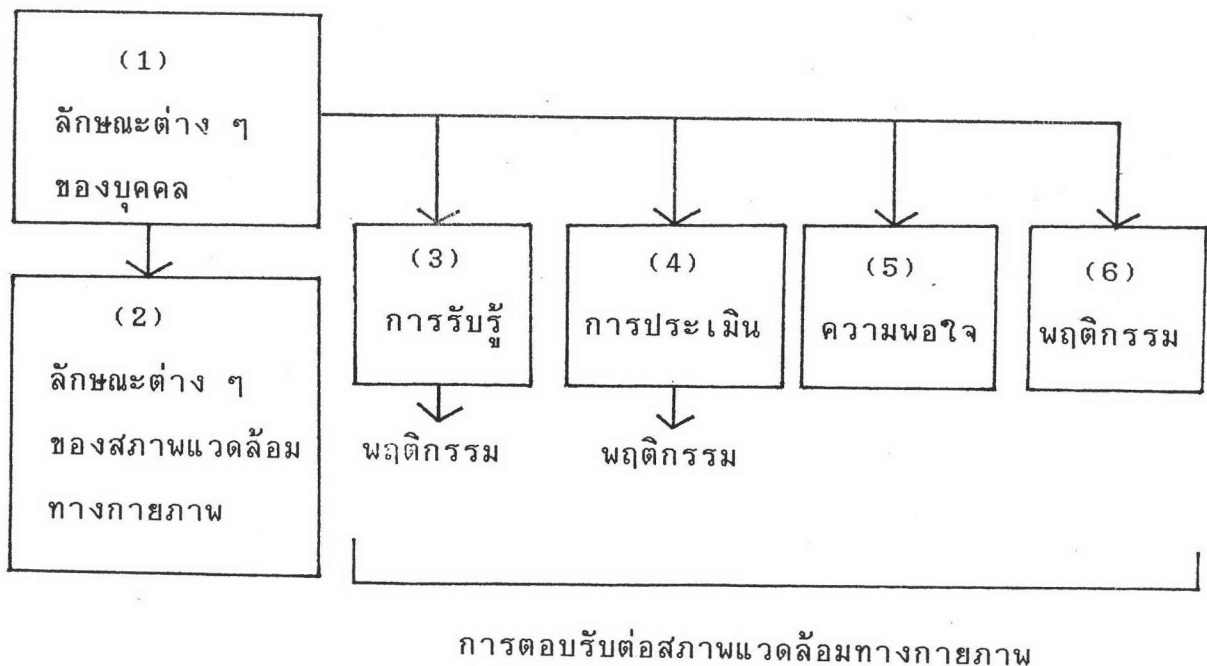 (1)
ลักษณะต่าง ๆ
ของบุคคล
(2)
ลักษณะต่าง ๆ
ของสภาพแวดล้อม
ทางกายภาพ
(3)
การรับรู้
พฤติกรรม
(4)
การประเมิน
พฤติกรรม
(5)
ความพอใจ
(6)
พฤติกรรม
การตอบรับต่อสภาพแวดล้อมทางกายภาพ